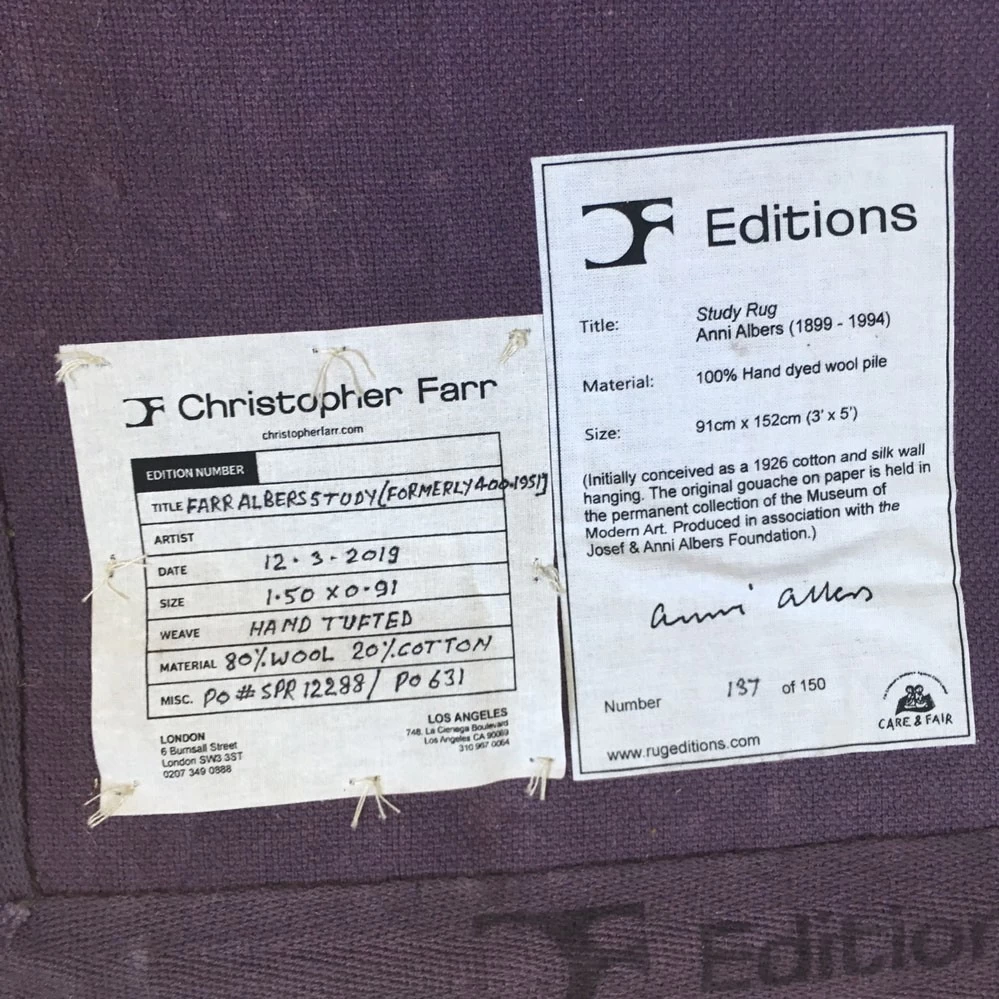 Christopher Farr
christopherfarr.com
EDITION NUMBER
TITLE FARR ALBERS STUDY (FORMERLY 400.1951)
ARTIST
DATE 12.3-2019
SIZE 1.50 X 0.91
WEAVE HAND TUFTED
MATERIAL 80% WOOL 20% COTTON
MISC. PO # SPR 12288/ PO 631
LONDON
6 Burnsall Street
London SW3 3ST
0207 349 0888
LOS ANGELES
748, La Cienega Boulevard
Los Angeles CA 90069
310 967 0064
Editions
Title: Study Rug
Anni Albers (1899 - 1994)
Material: 100% Hand dyed wool pile
Size: 91cm x 152cm (3' x 5')
(Initially conceived as a 1926 cotton and silk wall
hanging. The original gouache on paper is held in
the permanent collection of the Museum of
Modern Art. Produced in association with the
Josef & Anni Albers Foundation.)
anni albers
Number 137 of 150
CARE & FAIR
www.rugeditions.com
Edition